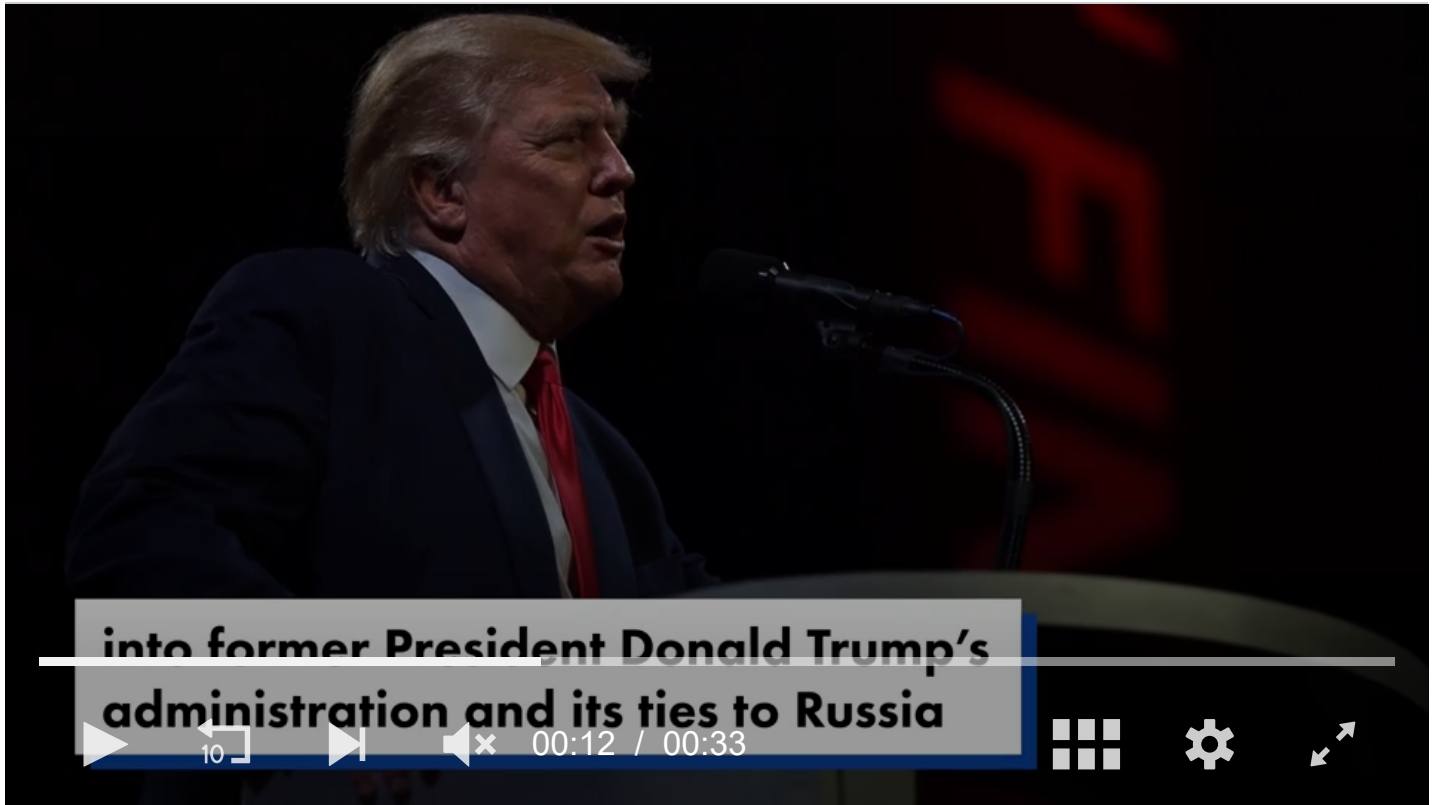 into former President Donald Trump's
administration and its ties to Russia
10
00:12 / 00:33